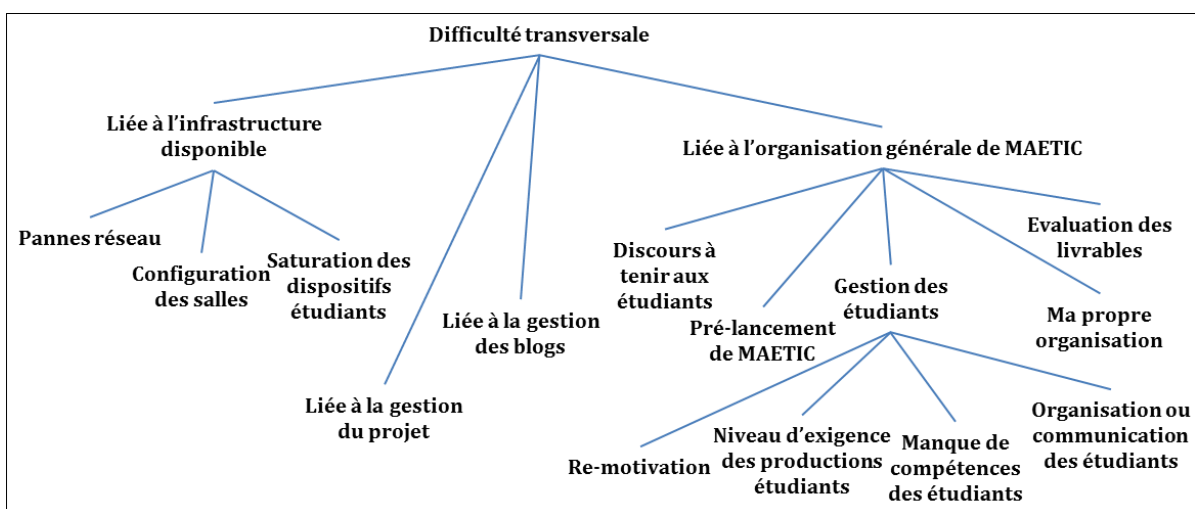 Difficulté transversale
Liée à l'infrastructure
disponible
Liée à l'organisation générale de MAETIC
Pannes réseau
Configuration
des salles
Saturation des
dispositifs
étudiants
Liée à la gestion
des blogs
Liée à la gestion
du projet
Discours à
tenir aux
étudiants
Pré-lancement
de MAETIC
Gestion des
étudiants
Evaluation des
livrables
Ma propre
organisation
Re-motivation
Niveau d'exigence
des productions
étudiants
Manque de
compétences
des étudiants
Organisation ou
communication
des étudiants